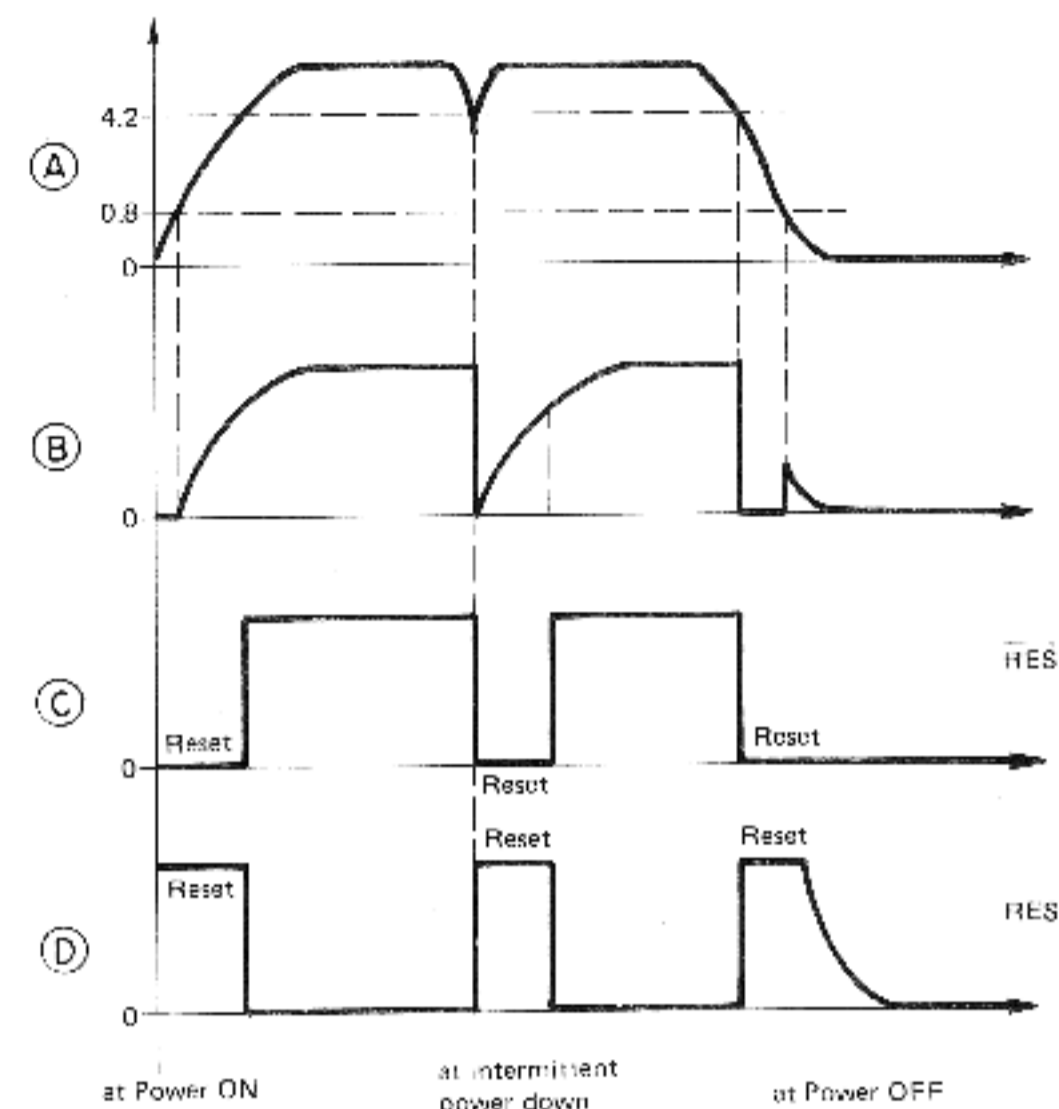 4.2
A
0.8
0
B
0
RES
C
Reset
Reset
0
Reset
Reset
Reset
Reset
RES
D
0
at Power ON
at intermittent
power down
at Power OFF